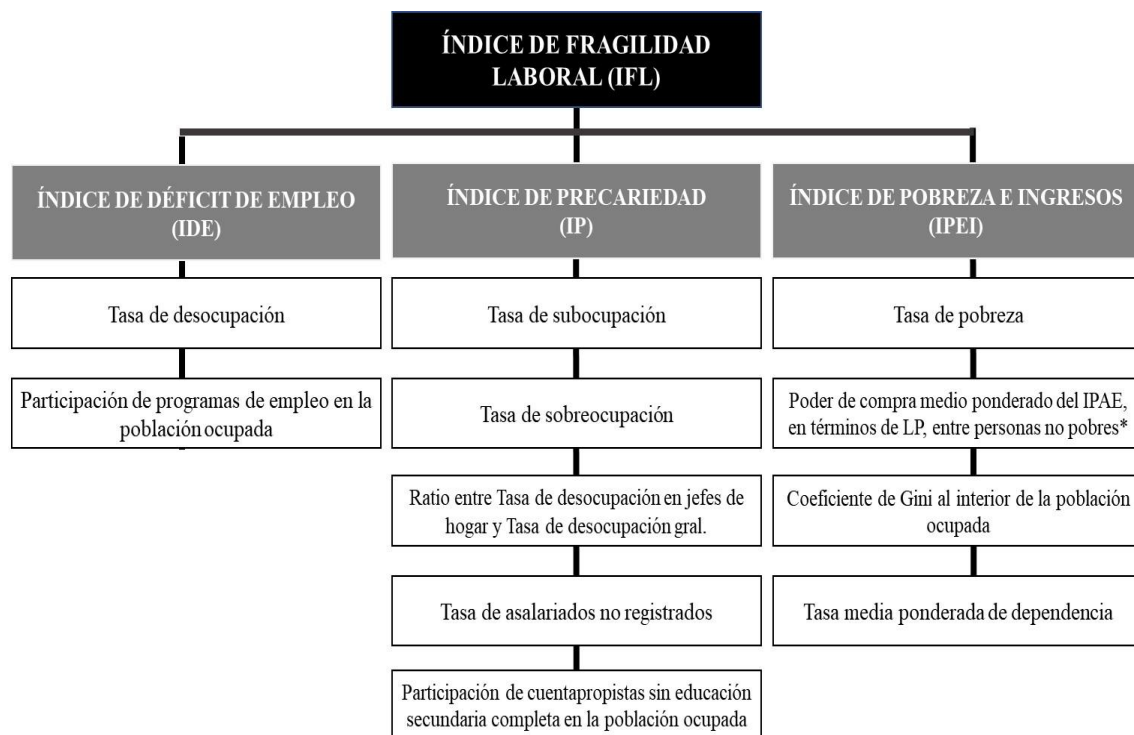 ÍNDICE DE FRAGILIDAD
LABORAL (IFL)
ÍNDICE DE DÉFICIT DE EMPLEO
(IDE)
Tasa de desocupación
Participación de programas de empleo en la
población ocupada
ÍNDICE DE PRECARIEDAD
(IP)
Tasa de subocupación
Tasa de sobreocupación
Ratio entre Tasa de desocupación en jefes de
hogar y Tasa de desocupación gral.
Tasa de asalariados no registrados
Participación de cuentapropistas sin educación
secundaria completa en la población ocupada
ÍNDICE DE POBREZA E INGRESOS
(IPEI)
Tasa de pobreza
Poder de compra medio ponderado del IPAE,
en términos de LP, entre personas no pobres*
Coeficiente de Gini al interior de la población
ocupada
Tasa media ponderada de dependencia